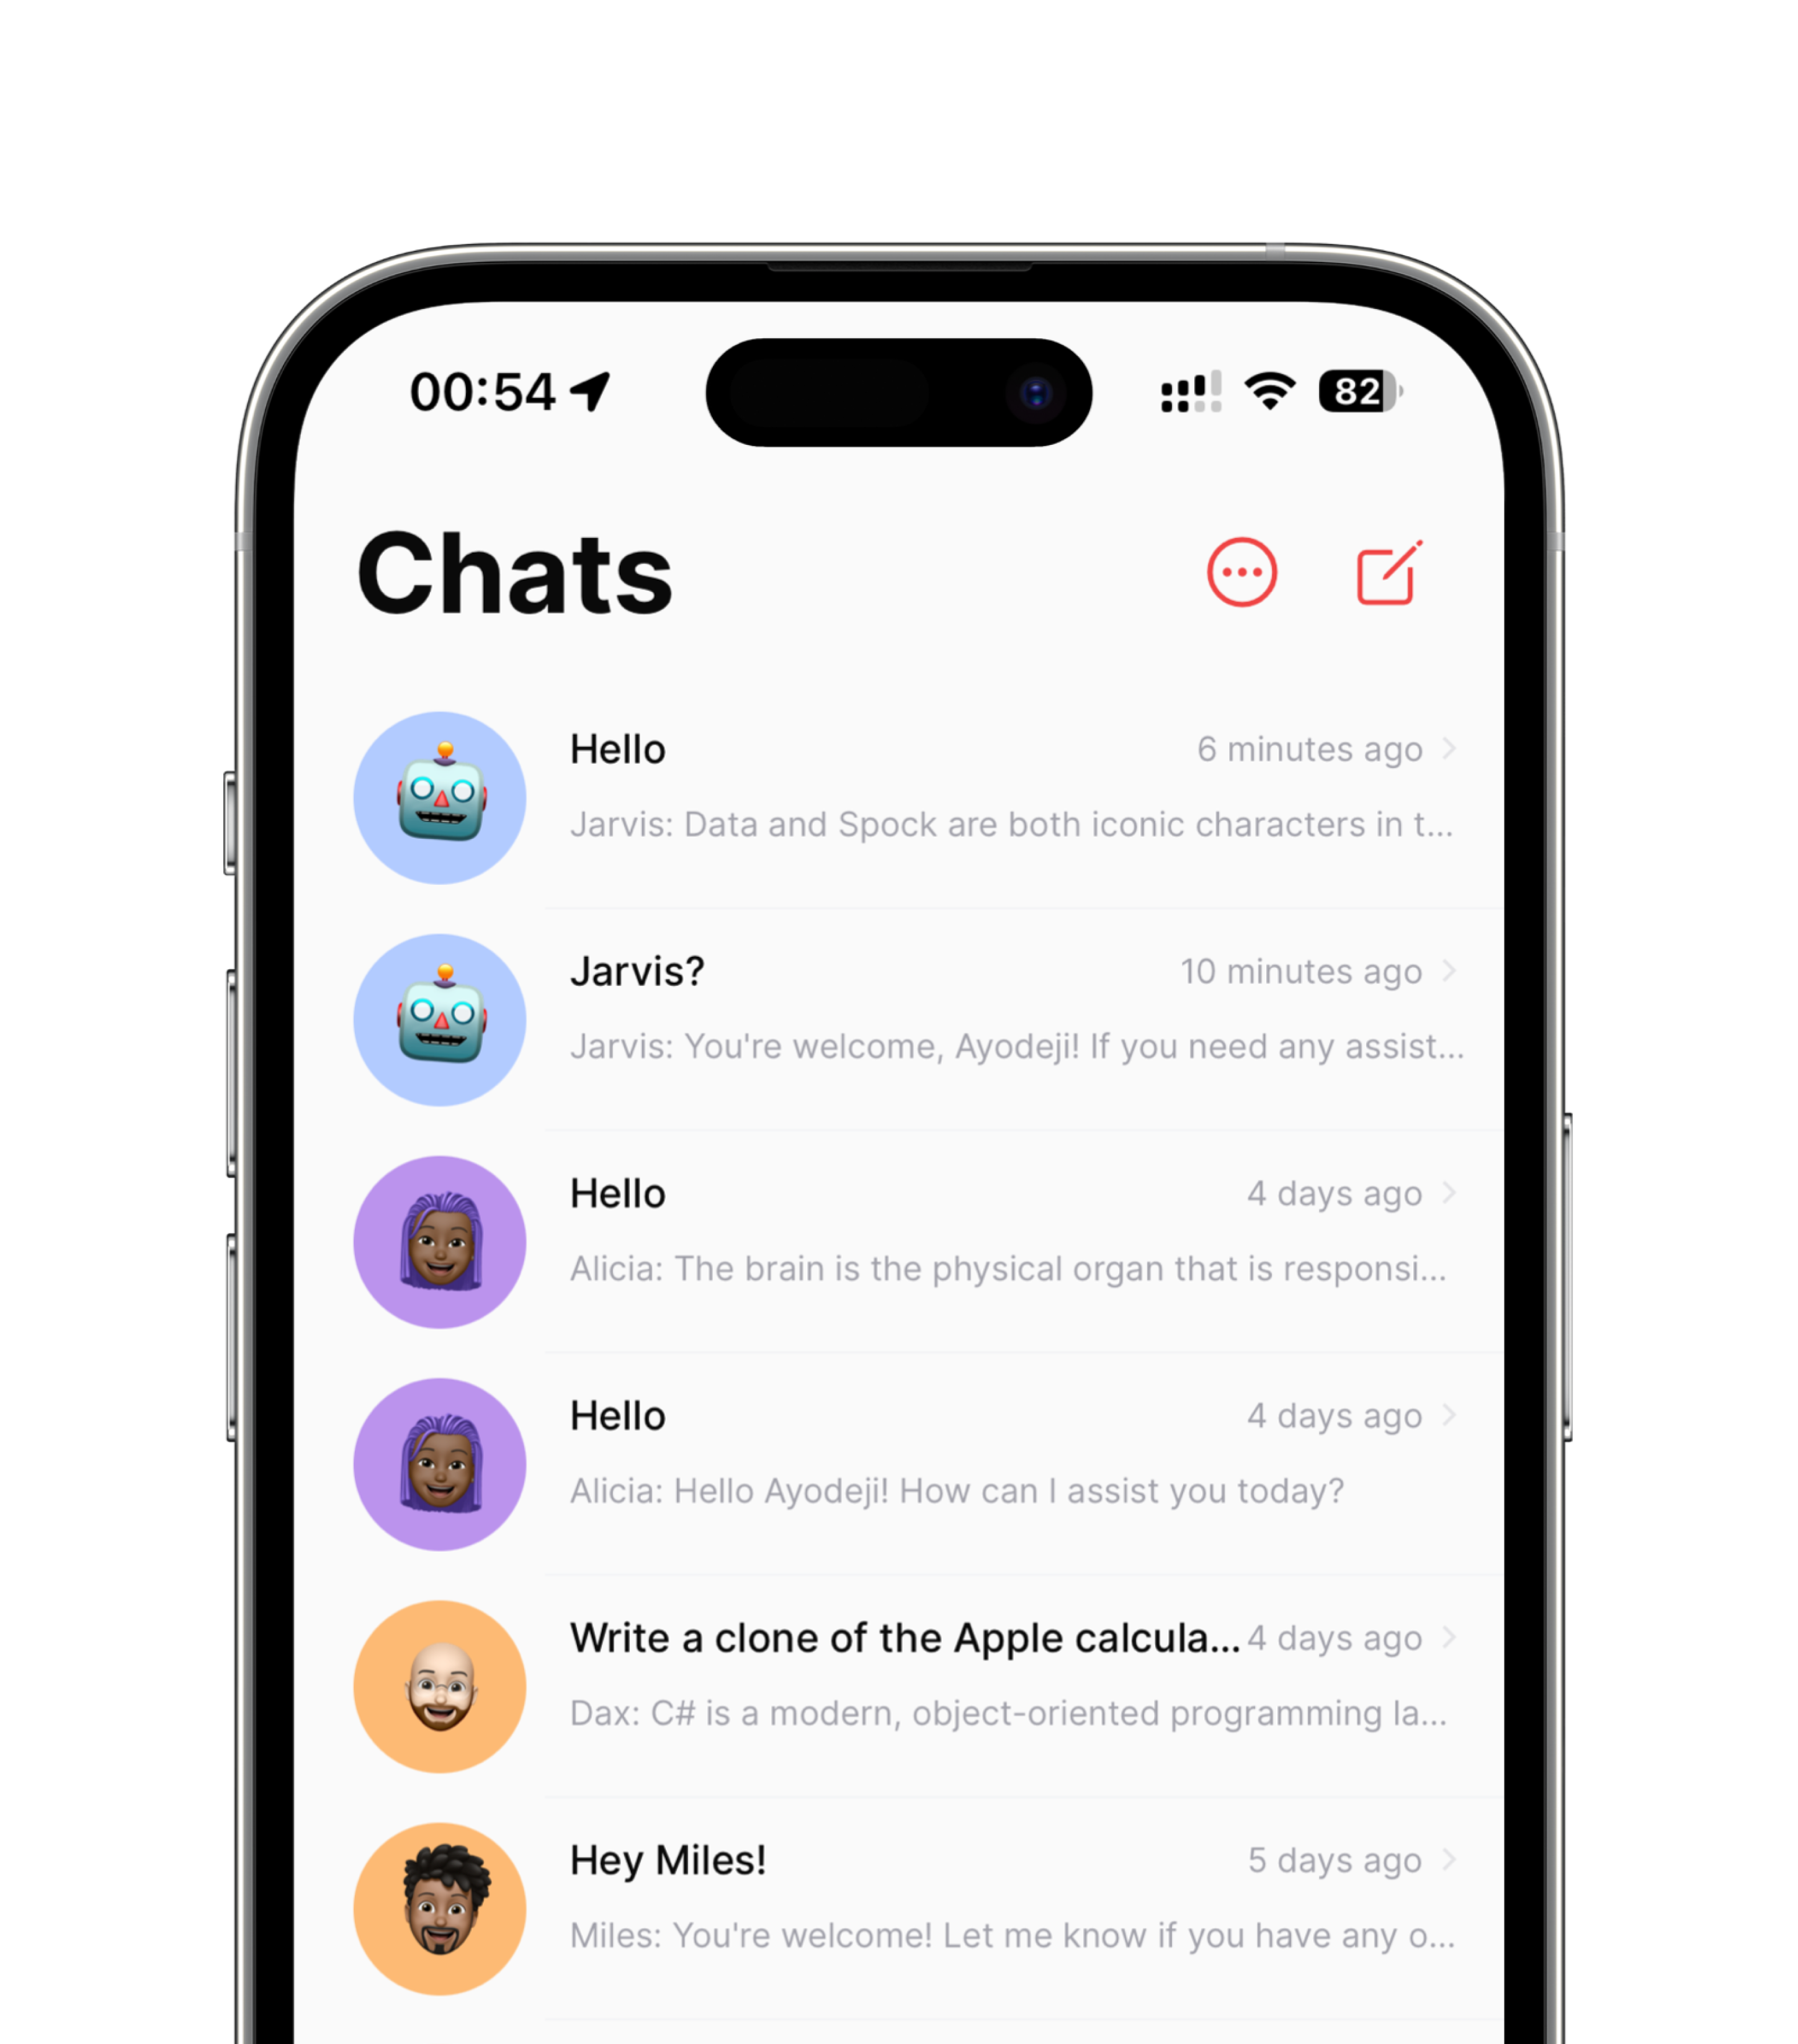 00:54
82
Chats
Hello
6 minutes ago
Jarvis: Data and Spock are both iconic characters in t...
Jarvis?
10 minutes ago
Jarvis: You're welcome, Ayodeji! If you need any assist...
Hello
4 days ago
Alicia: The brain is the physical organ that is responsi...
Hello
4 days ago
Alicia: Hello Ayodeji! How can I assist you today?
Write a clone of the Apple calcula...
4 days ago
Dax: C# is a modern, object-oriented programming la...
Hey Miles!
5 days ago
Miles: You're welcome! Let me know if you have any o...